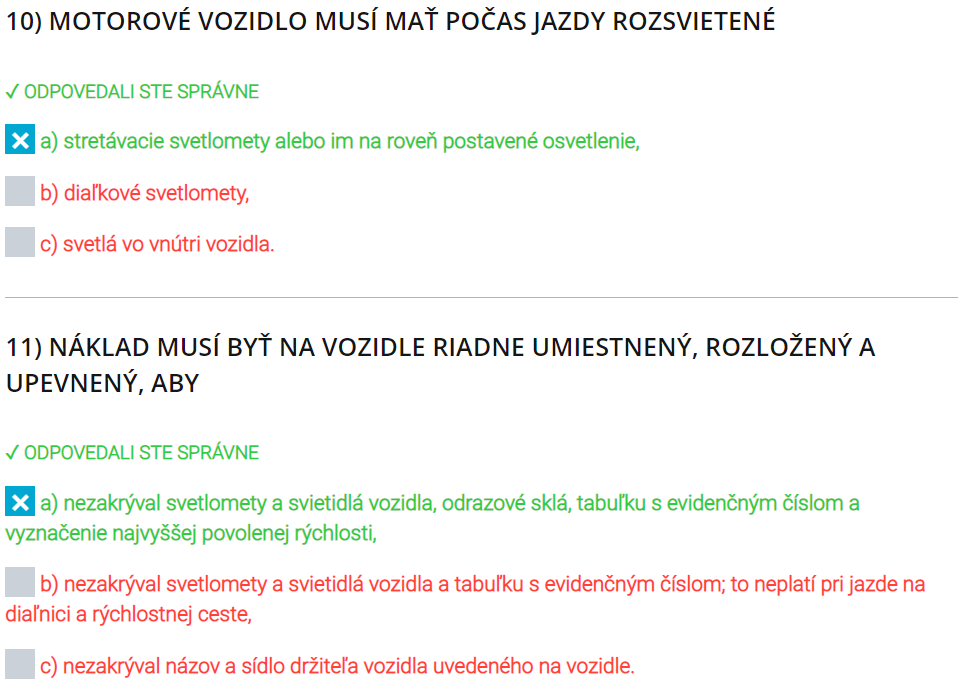 10) MOTOROVÉ VOZIDLO MUSÍ MAŤ POČAS JAZDY ROZSVIETENÉ
✓ ODPOVEDALI STE SPRÁVNE
a) stretávacie svetlomety alebo im na roveň postavené osvetlenie,
b) diaľkové svetlomety,
c) svetlá vo vnútri vozidla.
11) NÁKLAD MUSÍ BYŤ NA VOZIDLE RIADNE UMIESTNENÝ, ROZLOŽENÝ A
UPEVNENÝ, ABY
✓ ODPOVEDALI STE SPRÁVNE
a) nezakrýval svetlomety a svietidlá vozidla, odrazové sklá, tabuľku s evidenčným číslom a
vyznačenie najvyššej povolenej rýchlosti,
b) nezakrýval svetlomety a svietidlá vozidla a tabuľku s evidenčným číslom; to neplatí pri jazde na
diaľnici a rýchlostnej ceste,
c) nezakrýval názov a sídlo držiteľa vozidla uvedeného na vozidle.